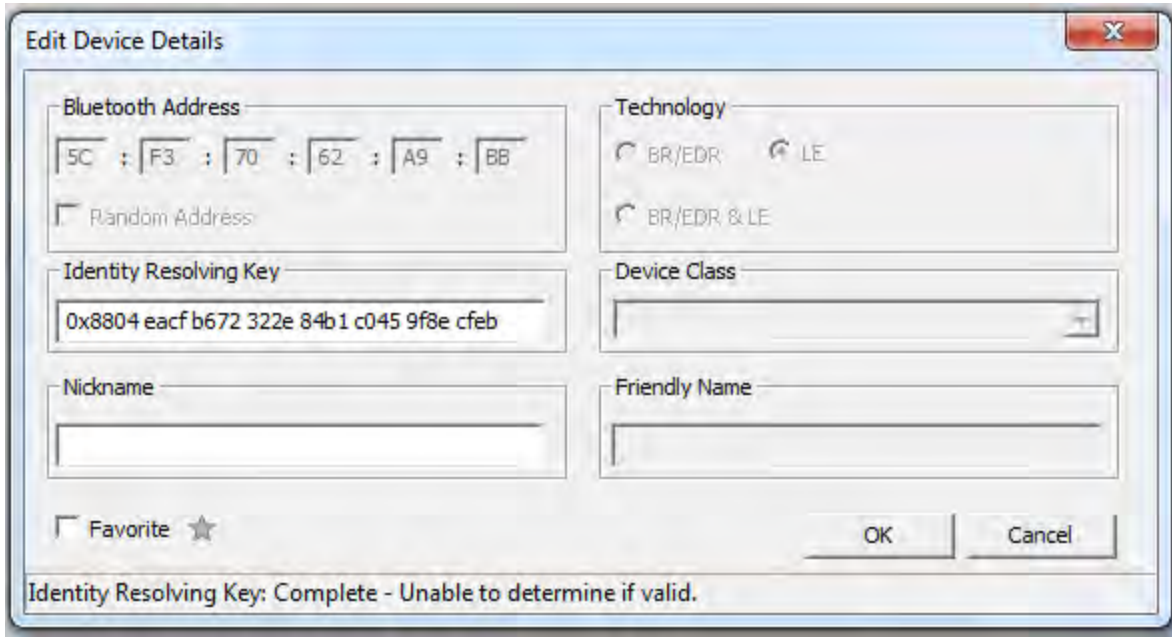 Edit Device Details
Bluetooth Address
5C : F3 : 70 : 62 : A9 : BB
Random Address
Technology
BR/EDR LE
BR/EDR & LE
Identity Resolving Key
0x8804 eacf b672 322e 84b1 c045 9f8e cfeb
Device Class
Nickname
Friendly Name
Favorite
OK Cancel
Identity Resolving Key: Complete - Unable to determine if valid.